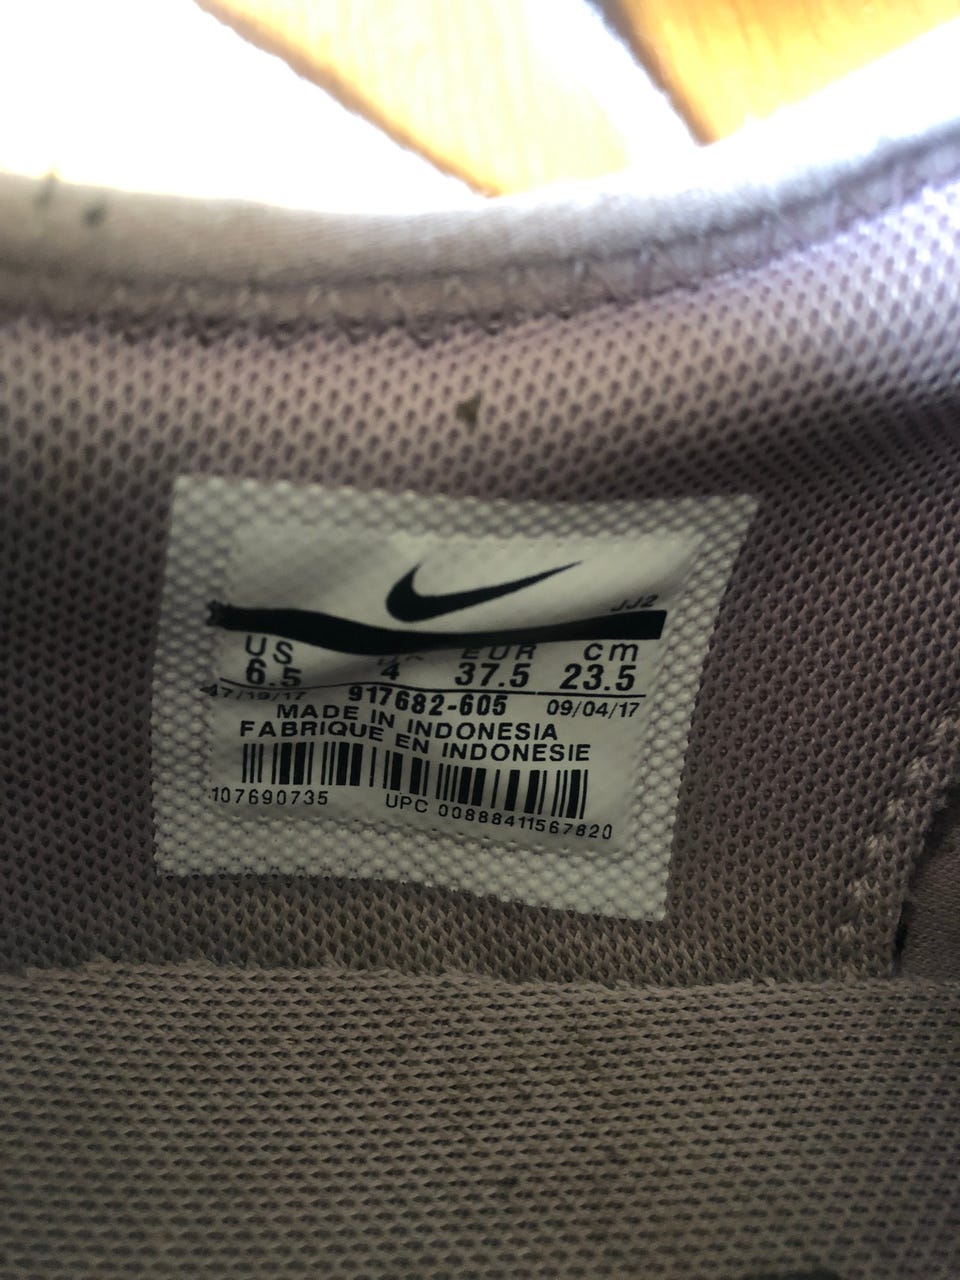 JJ2
US EUR cm
6.5 4 37.5 23.5
917682-605 09/04/17
MADE IN INDONESIA
FABRIQUE EN INDONESIE
107690735 UPC 00888411567820